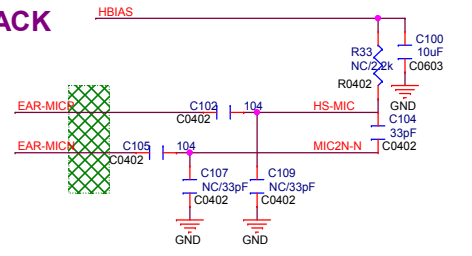 ACK
HBIAS
R33
NC/2.2k
R0402
C100
10uF
C0603
GND
EAR-MICP
C102
104
C0402
HS-MIC
C104
33pF
C0402
EAR-MICN
C105
104
C0402
MIC2N-N
C107
NC/33pF
C0402
C109
NC/33pF
C0402
GND
GND